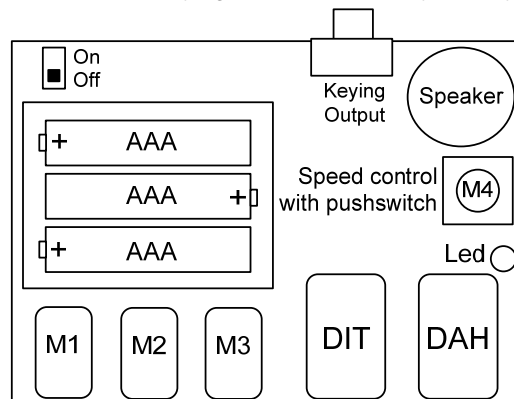 On
Off
Keying
Output
Speaker
+ AAA
AAA +
+ AAA
Speed control
with pushswitch
M4
Led
M1
M2
M3
DIT
DAH